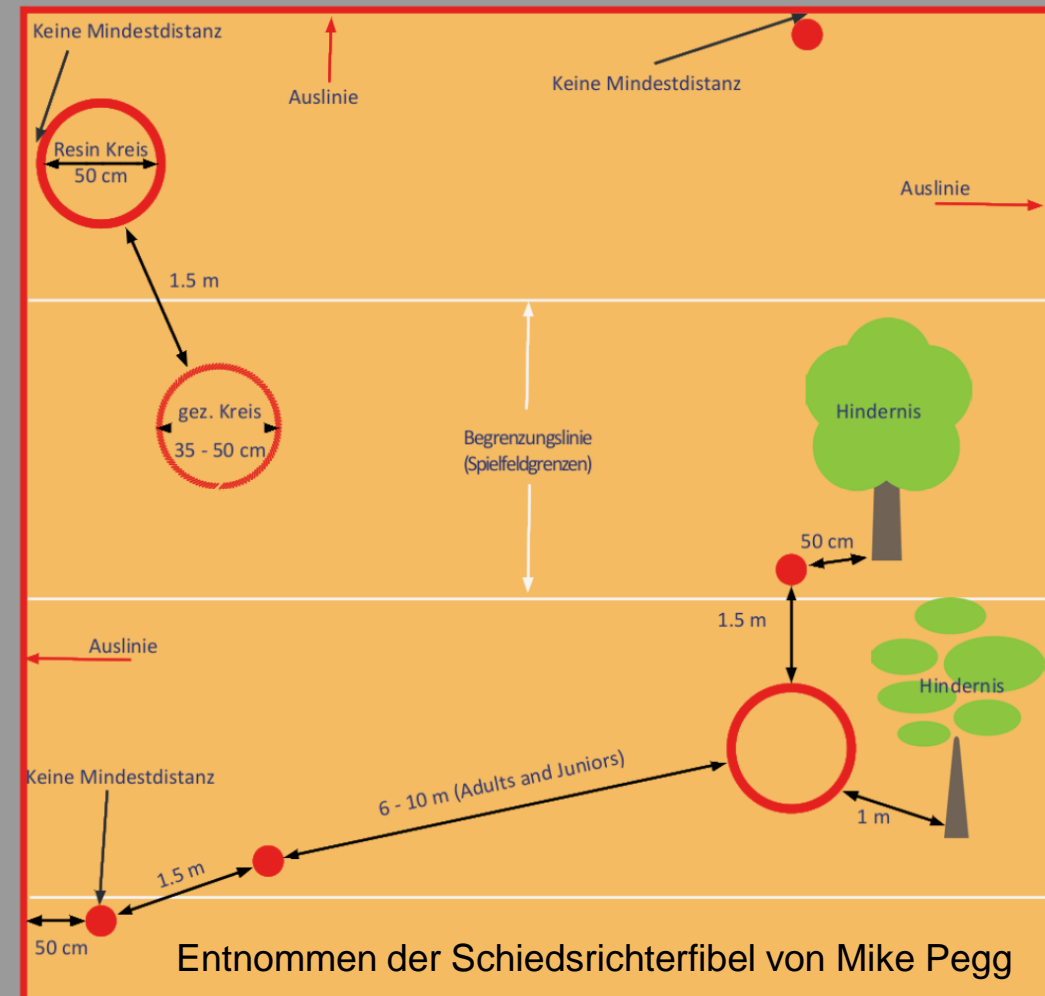 Keine Mindestdistanz
Auslinie
Keine Mindestdistanz
Resin Kreis
50 cm
Auslinie
1.5 m
gez. Kreis
35 - 50 cm
Begrenzungslinie
(Spielfeldgrenzen)
Hindernis
50 cm
1.5 m
Auslinie
Hindernis
Keine Mindestdistanz
6 - 10 m (Adults and Juniors)
1 m
1.5 m
50 cm
Entnommen der Schiedsrichterfibel von Mike Pegg